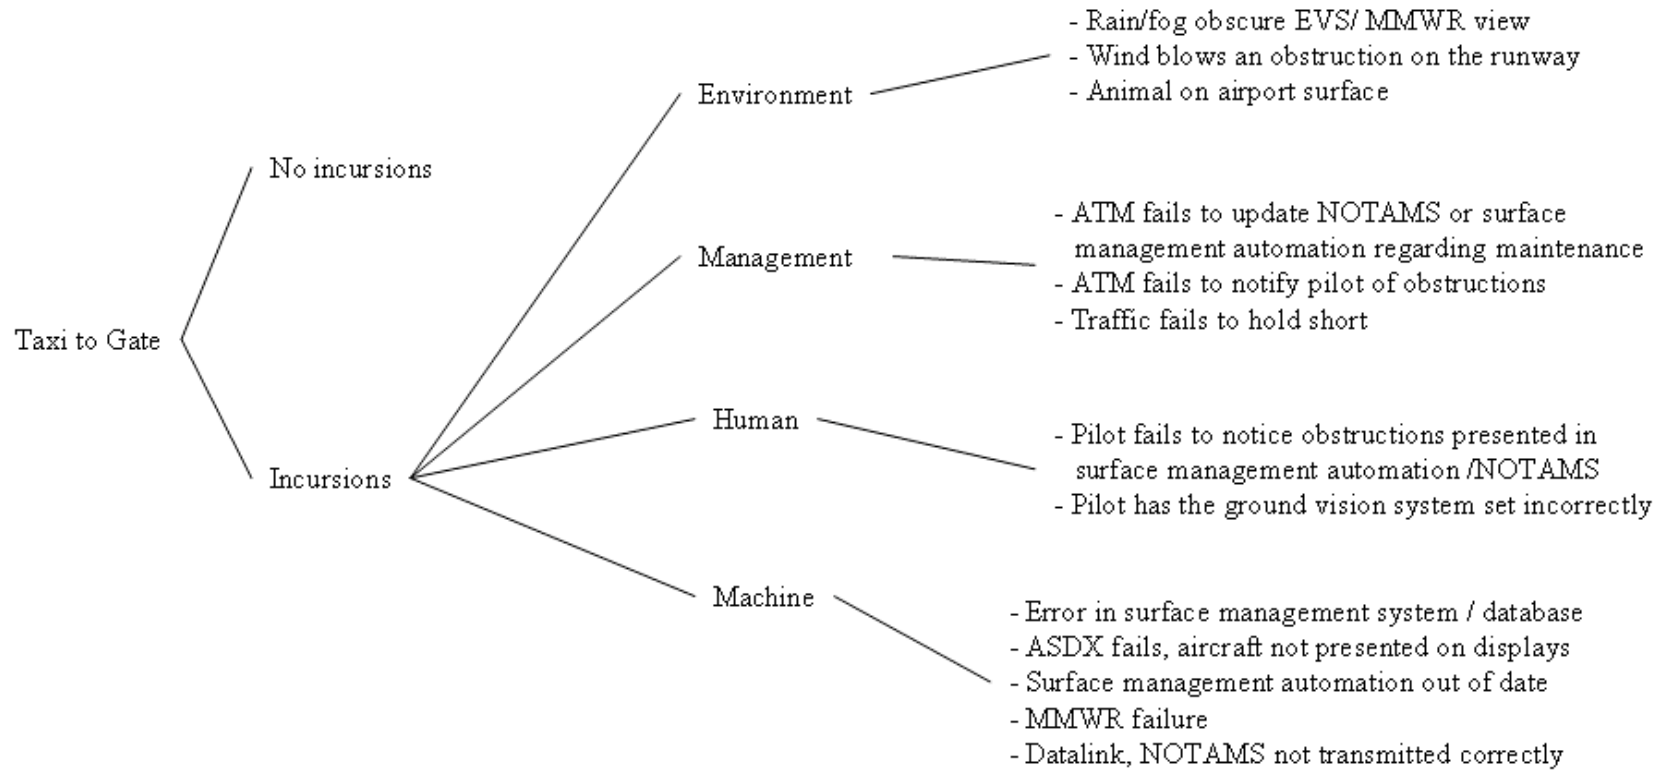 Taxi to Gate
No incursions
Incursions
Environment
- Rain/fog obscure EVS/ MMWR view
- Wind blows an obstruction on the runway
- Animal on airport surface
Management
- ATM fails to update NOTAMS or surface
management automation regarding maintenance
- ATM fails to notify pilot of obstructions
- Traffic fails to hold short
Human
- Pilot fails to notice obstructions presented in
surface management automation /NOTAMS
- Pilot has the ground vision system set incorrectly
Machine
- Error in surface management system / database
- ASDX fails, aircraft not presented on displays
- Surface management automation out of date
- MMWR failure
- Datalink, NOTAMS not transmitted correctly